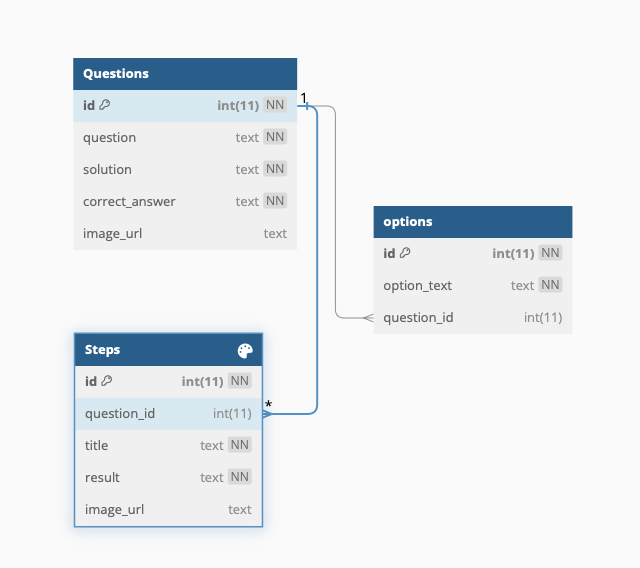 Questions
id int(11) NN
question text NN
solution text NN
correct_answer text NN
image_url text
1
options
id int(11) NN
option_text text NN
question_id int(11)
Steps
id int(11) NN
question_id int(11)
*
title text NN
result text NN
image_url text